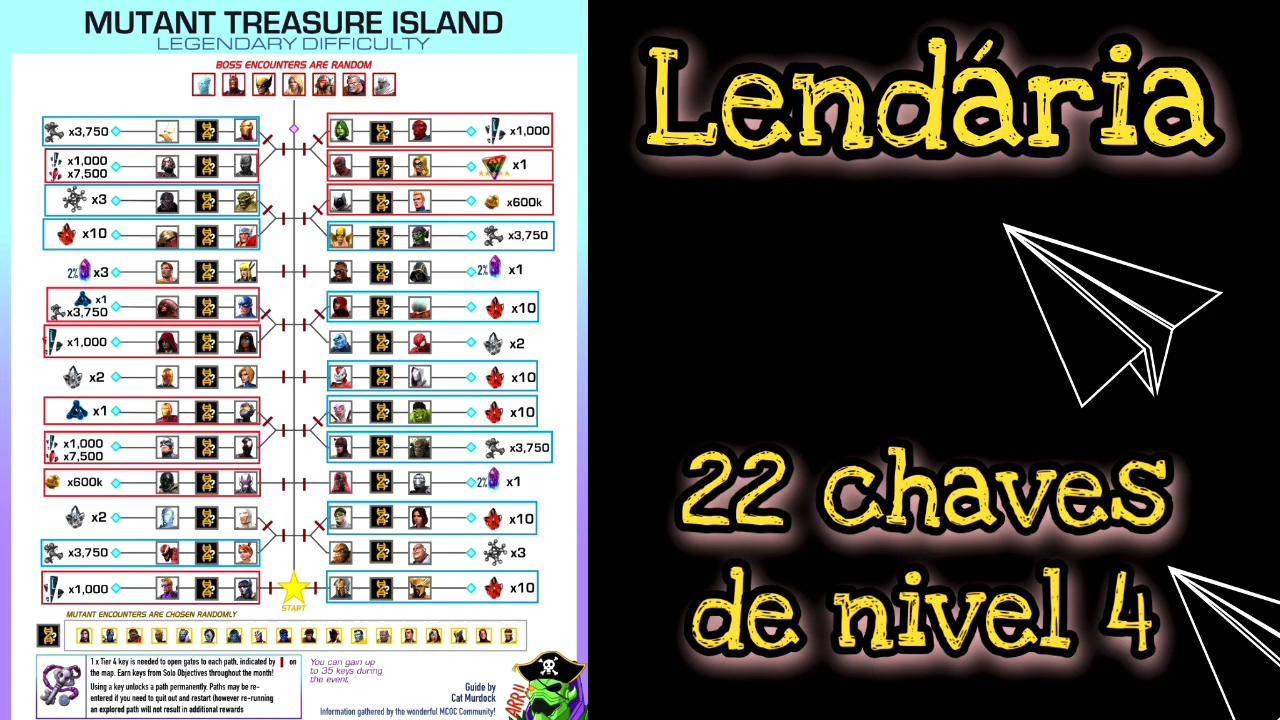 MUTANT TREASURE ISLAND
LEGENDARY DIFFICULTY
BOSS ENCOUNTERS ARE RANDOM
x3,750
x1,000
x1,000
x7,500
x1
x3
x600k
x10
x3,750
2% x3
2% x1
x1
x3,750
x10
x1,000
x2
x2
x10
x1
x10
x1,000
x7,500
x3,750
x600k
2% x1
x2
x10
x3,750
x3
x1,000
x10
START
MUTANT ENCOUNTERS ARE CHOSEN RANDOMLY
1 x Tier 4 key is needed to open gates to each path, indicated by on
the map. Earn keys from Solo Objectives throughout the month!
Using a key unlocks a path permanently. Paths may be re-
entered if you need to quit out and restart (however re-running
an explored path will not result in additional rewards
You can gain up
to 35 keys during
the event
Guide by
Cat Murdock
Information gathered by the wonderful MCOC Community!
ARR!
Lendária
22 chaves
de nivel 4